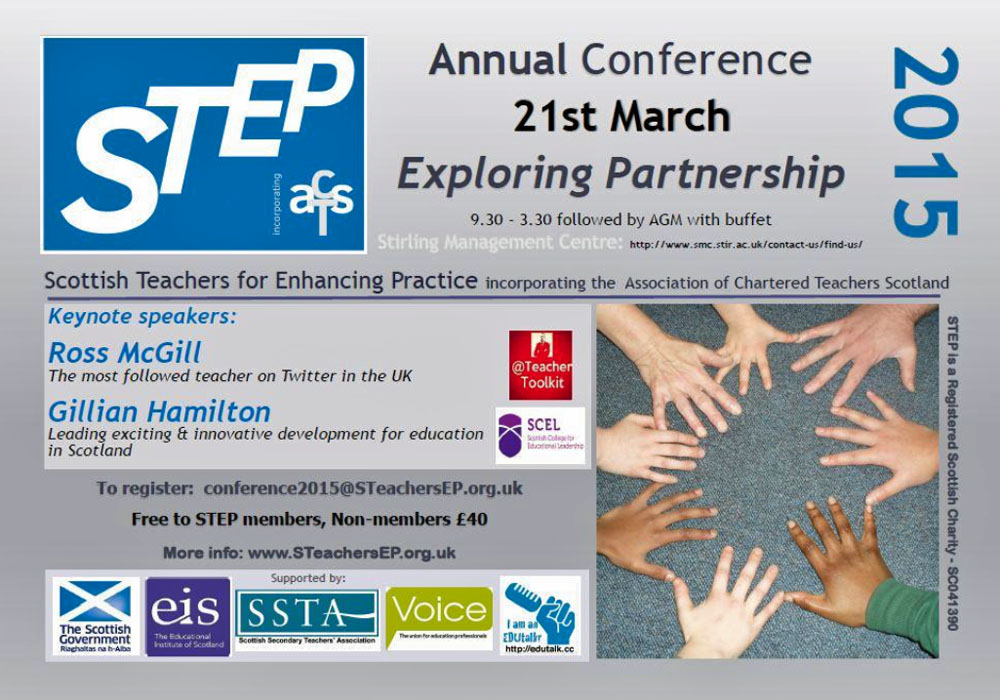 STEP
incorporating
acTs
Annual Conference
21st March
Exploring Partnership
2015
9.30 - 3.30 followed by AGM with buffet
Stirling Management Centre: http://www.smc.stir.ac.uk/contact-us/find-us/
Scottish Teachers for Enhancing Practice incorporating the Association of Chartered Teachers Scotland
Keynote speakers:
Ross McGill
The most followed teacher on Twitter in the UK
@Teacher
Toolkit
Gillian Hamilton
Leading exciting & innovative development for education
in Scotland
SCEL
Scottish College for
Educational Leadership
To register: conference2015@STeachersEP.org.uk
Free to STEP members, Non-members £40
More info: www.STeachersEP.org.uk
Supported by:
The Scottish
Government
Riaghaltas na h-Alba
eis
The Educational
Institute of Scotland
SSTA
Scottish Secondary Teachers' Association
Voice
The union for education professionals
I am an
EDUtalkr
http://edutalk.cc
STEP is a Registered Scottish Charity - SC041390